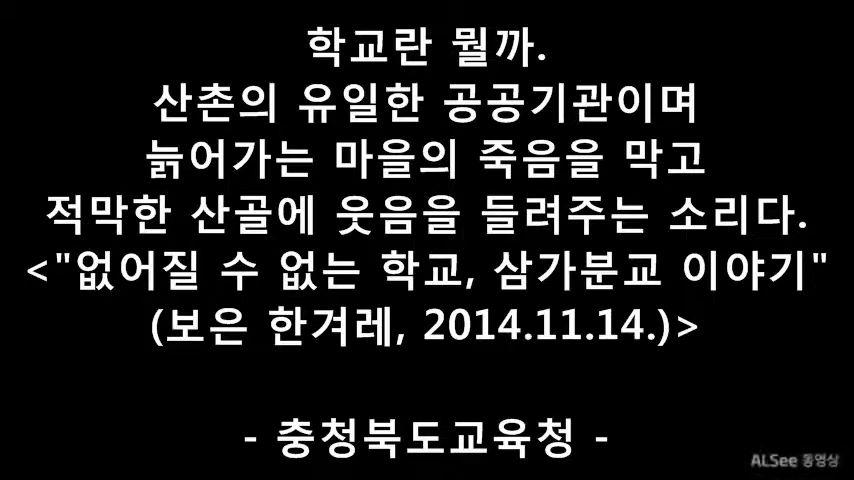 학교란 뭘까.
산촌의 유일한 공공기관이며
늙어가는 마을의 죽음을 막고
적막한 산골에 웃음을 들려주는 소리다.
<"없어질 수 없는 학교, 삼가분교 이야기"
(보은 한겨레, 2014.11.14.)>
- 충청북도교육청 -
ALSee 동영상